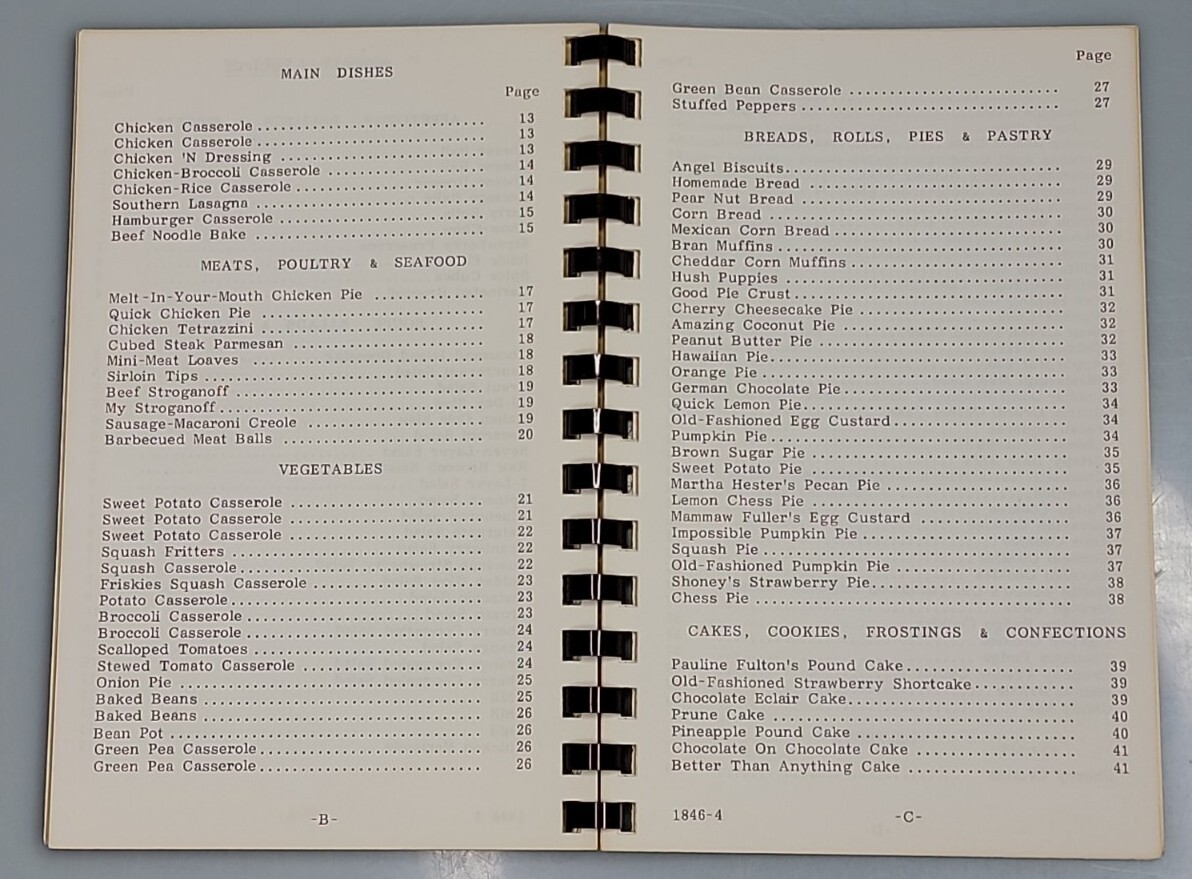 MAIN DISHES
Page
Chicken Casserole.............................. 13
Chicken Casserole.............................. 13
Chicken 'N Dressing .......................... 13
Chicken-Broccoli Casserole .................... 14
Chicken-Rice Casserole......................... 14
Southern Lasagna .............................. 14
Hamburger Casserole ........................... 15
Beef Noodle Bake .............................. 15
MEATS, POULTRY & SEAFOOD
Melt-In-Your-Mouth Chicken Pie ............... 17
Quick Chicken Pie ............................. 17
Chicken Tetrazzini ............................ 17
Cubed Steak Parmesan .......................... 18
Mini-Meat Loaves .............................. 18
Sirloin Tips .................................. 18
Beef Stroganoff ............................... 19
My Stroganoff.................................. 19
Sausage-Macaroni Creole ....................... 19
Barbecued Meat Balls .......................... 20
VEGETABLES
Sweet Potato Casserole ........................ 21
Sweet Potato Casserole ........................ 21
Sweet Potato Casserole ........................ 22
Squash Fritters ............................... 22
Squash Casserole............................... 22
Friskies Squash Casserole ..................... 23
Potato Casserole............................... 23
Broccoli Casserole ............................ 23
Broccoli Casserole ............................ 24
Scalloped Tomatoes ............................ 24
Stewed Tomato Casserole ....................... 24
Onion Pie ..................................... 25
Baked Beans ................................... 25
Baked Beans ................................... 26
Bean Pot ...................................... 26
Green Pea Casserole............................ 26
Green Pea Casserole............................ 26
-B-
Page
Green Bean Casserole .......................... 27
Stuffed Peppers ............................... 27
BREADS, ROLLS, PIES & PASTRY
Angel Biscuits................................. 29
Homemade Bread ................................ 29
Pear Nut Bread ................................ 29
Corn Bread .................................... 30
Mexican Corn Bread ............................ 30
Bran Muffins .................................. 30
Cheddar Corn Muffins .......................... 31
Hush Puppies .................................. 31
Good Pie Crust................................. 31
Cherry Cheesecake Pie ......................... 32
Amazing Coconut Pie ........................... 32
Peanut Butter Pie ............................. 32
Hawaiian Pie................................... 33
Orange Pie .................................... 33
German Chocolate Pie........................... 33
Quick Lemon Pie................................ 34
Old-Fashioned Egg Custard...................... 34
Pumpkin Pie.................................... 34
Brown Sugar Pie ............................... 35
Sweet Potato Pie .............................. 35
Martha Hester's Pecan Pie ..................... 36
Lemon Chess Pie ............................... 36
Mammaw Fuller's Egg Custard ................... 36
Impossible Pumpkin Pie ........................ 37
Squash Pie .................................... 37
Old-Fashioned Pumpkin Pie ..................... 37
Shoney's Strawberry Pie........................ 38
Chess Pie ..................................... 38
CAKES, COOKIES, FROSTINGS & CONFECTIONS
Pauline Fulton's Pound Cake.................... 39
Old-Fashioned Strawberry Shortcake............. 39
Chocolate Eclair Cake.......................... 39
Prune Cake .................................... 40
Pineapple Pound Cake .......................... 40
Chocolate On Chocolate Cake ................... 41
Better Than Anything Cake ..................... 41
1846-4
-C-